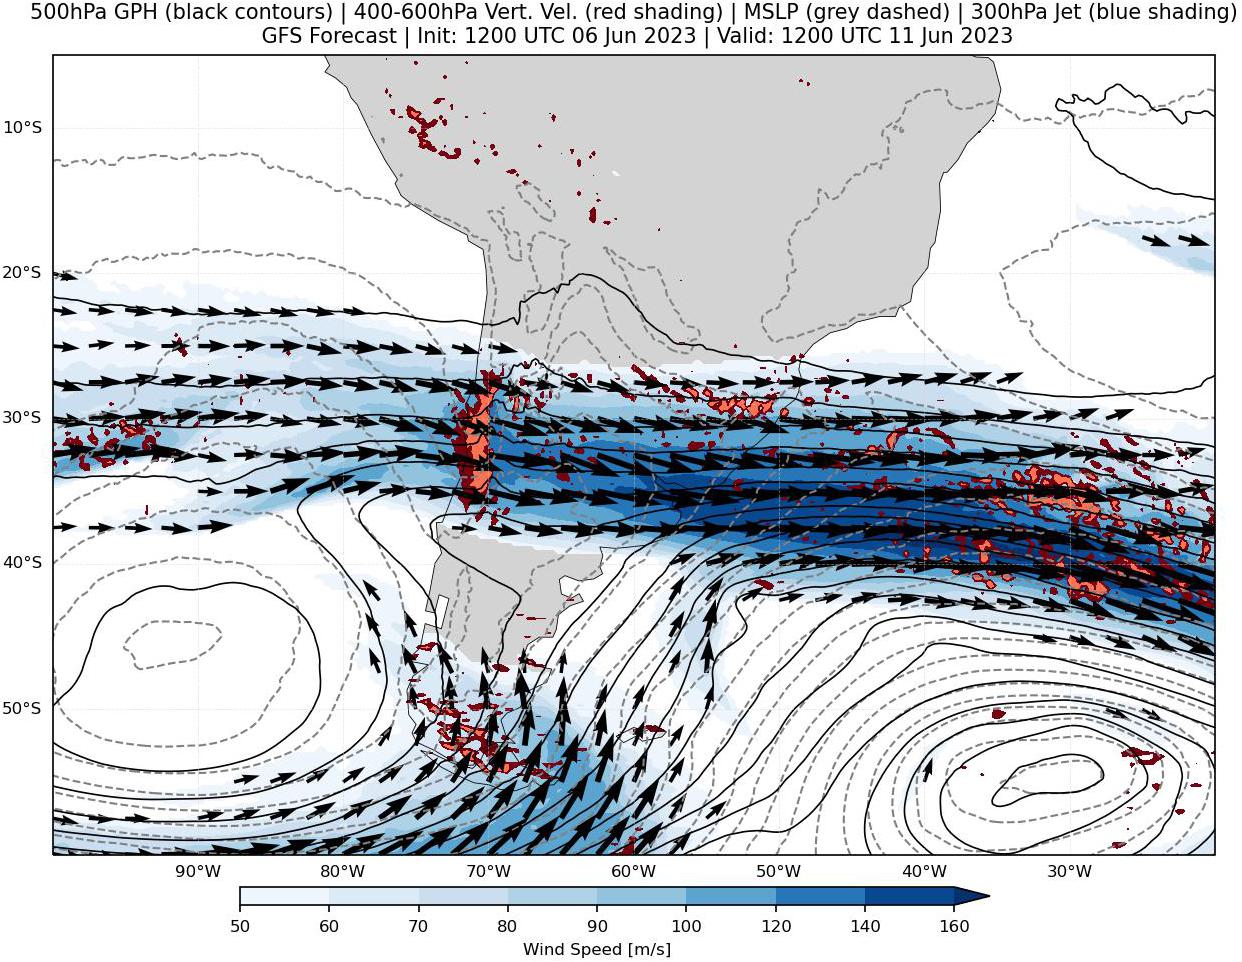 500hPa GPH (black contours) | 400-600hPa Vert. Vel. (red shading) | MSLP (grey dashed) | 300hPa Jet (blue shading)
GFS Forecast | Init: 1200 UTC 06 Jun 2023 | Valid: 1200 UTC 11 Jun 2023
10°S
20°S
30°S
40°S
50°S
90°W 80°W 70°W 60°W 50°W 40°W 30°W
50 60 70 80 90 100 120 140 160
Wind Speed [m/s]